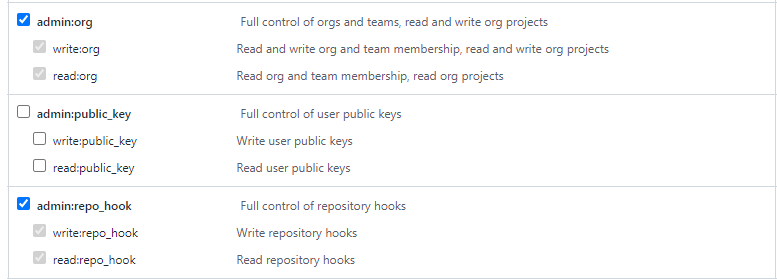 admin:org Full control of orgs and teams, read and write org projects
write:org Read and write org and team membership, read and write org projects
read:org Read org and team membership, read org projects
admin:public_key Full control of user public keys
write:public_key Write user public keys
read:public_key Read user public keys
admin:repo_hook Full control of repository hooks
write:repo_hook Write repository hooks
read:repo_hook Read repository hooks